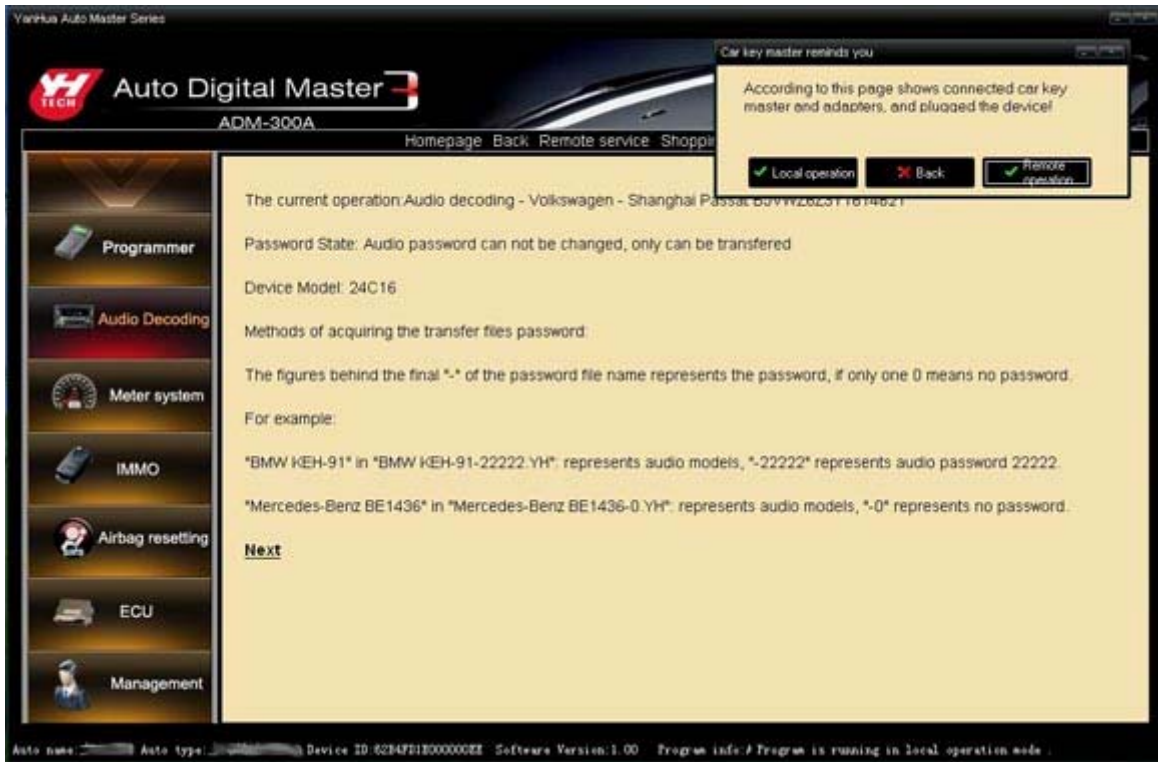 YanHua Auto Master Series
YH
TECH
Auto Digital Master 3
ADM-300A
Homepage Back Remote service
Car key master reminds you
According to this page shows connected car key
master and adapters, and plugged the device!
Local operation
Back
Remote operation
Programmer
Audio Decoding
Meter system
IMMO
Airbag resetting
ECU
Management
The current operation:Audio decoding - Volkswagen - Shanghai Passat
Password State: Audio password can not be changed, only can be transfered
Device Model: 24C16
Methods of acquiring the transfer files password:
The figures behind the final "-" of the password file name represents the password, if only one 0 means no password.
For example:
"BMW KEH-91" in "BMW KEH-91-22222.YH": represents audio models, "-22222" represents audio password 22222.
"Mercedes-Benz BE1436" in "Mercedes-Benz BE1436-0.YH": represents audio models, "-0" represents no password.
Next
Auto name: Auto type: Device ID: Software Version:1.00 Program info:# Program is running in local operation mode .